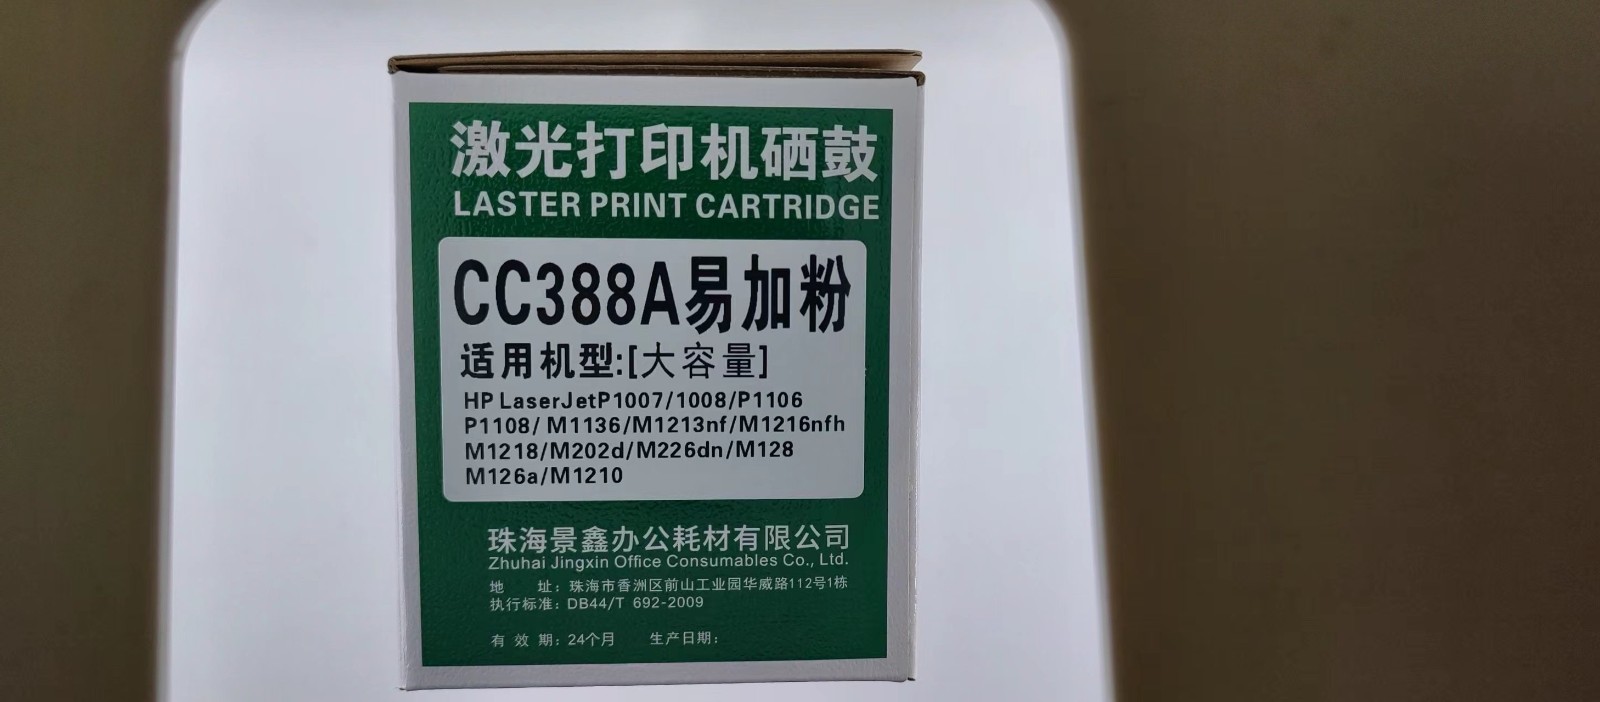 激光打印机硒鼓
LASTER PRINT CARTRIDGE
CC388A易加粉
适用机型:[大容量]
HP LaserJetP1007/1008/P1106
P1108/ M1136/M1213nf/M1216nfh
M1218/M202d/M226dn/M128
M126a/M1210
珠海景鑫办公耗材有限公司
Zhuhai Jingxin Office Consumables Co., Ltd.
地 址：珠海市香洲区前山工业园华威路112号1栋
执行标准：DB44/T 692-2009
有 效 期：24个月 生产日期：